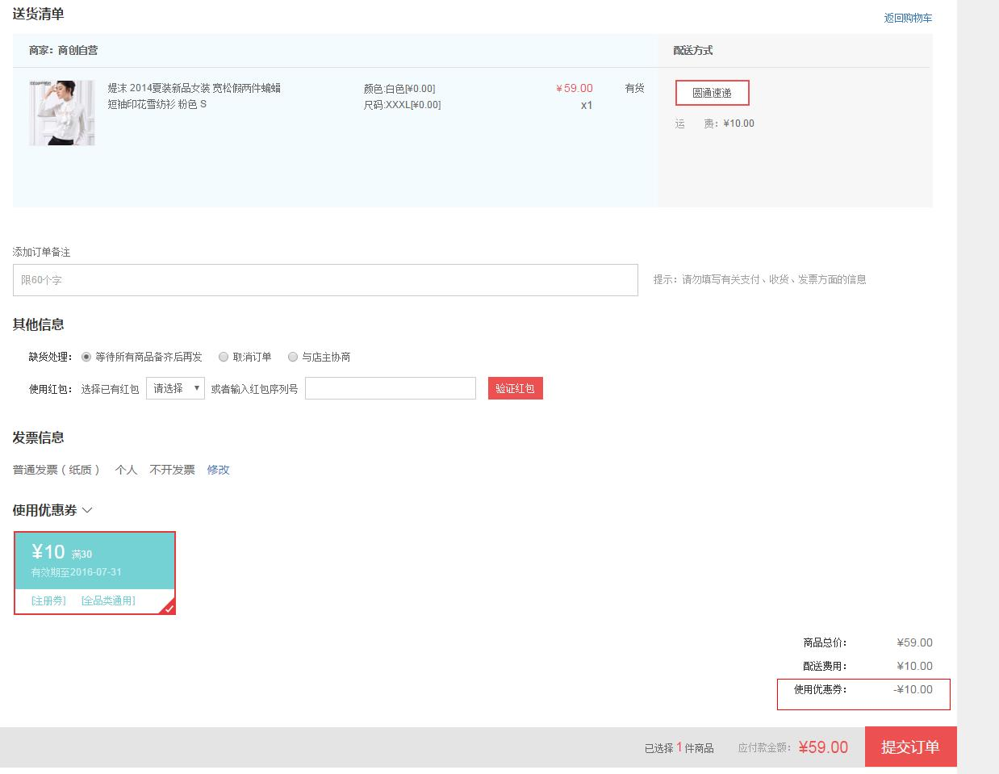 送货清单
返回购物车
商家：商创自营
配送方式
媞沫 2014夏装新品女装 宽松假两件蝙蝠
短袖印花雪纺衫 粉色 S
颜色:白色[¥0.00]
尺码:XXXL[¥0.00]
¥59.00
x1
有货
圆通速递
运 费：¥10.00
添加订单备注
限60个字
提示：请勿填写有关支付、收货、发票方面的信息
其他信息
缺货处理： 等待所有商品备齐后再发 取消订单 与店主协商
使用红包： 选择已有红包 请选择 或者输入红包序列号 验证红包
发票信息
普通发票（纸质） 个人 不开发票 修改
使用优惠券
¥10 满30
有效期至2016-07-31
[注册券] [全品类通用]
商品总价： ¥59.00
配送费用： ¥10.00
使用优惠券： -¥10.00
已选择 1 件商品 应付款金额： ¥59.00 提交订单